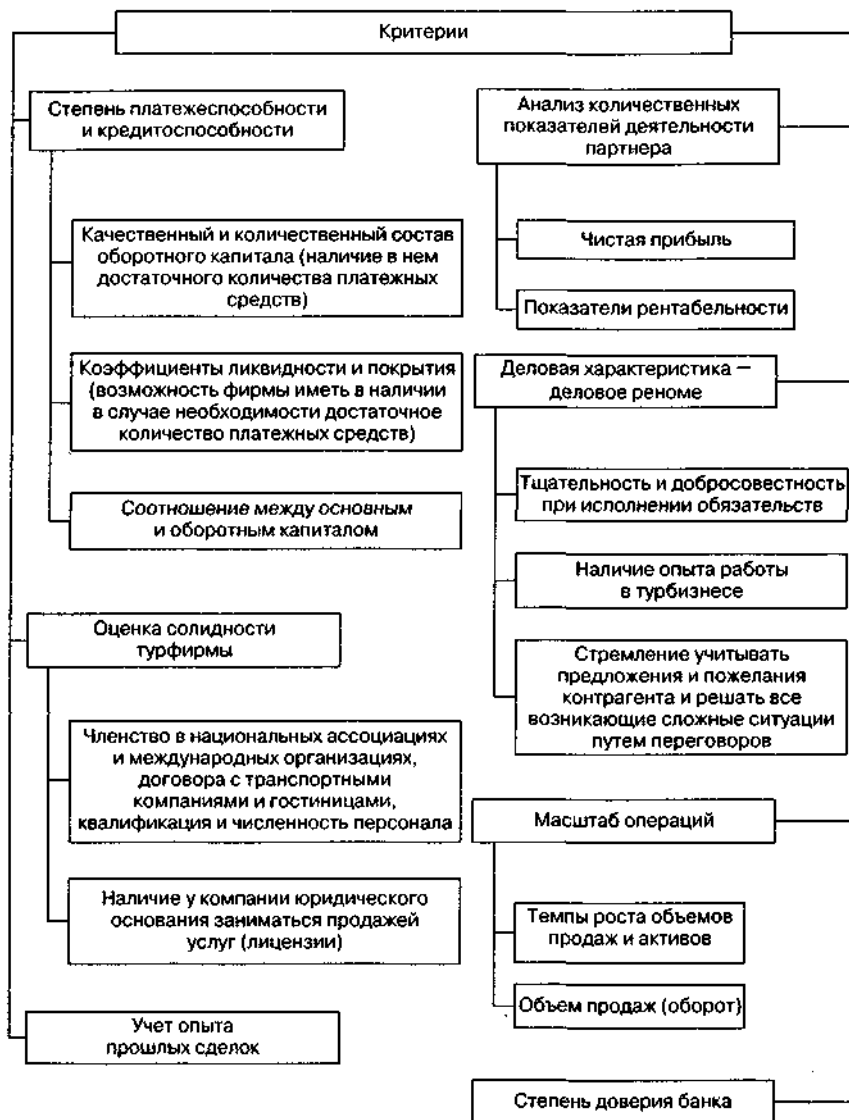 Критерии
Степень платежеспособности
и кредитоспособности
Качественный и количественный состав
оборотного капитала (наличие в нем
достаточного количества платежных
средств)
Коэффициенты ликвидности и покрытия
(возможность фирмы иметь в наличии
в случае необходимости достаточное
количество платежных средств)
Соотношение между основным
и оборотным капиталом
Оценка солидности
турфирмы
Членство в национальных ассоциациях
и международных организациях,
договора с транспортными
компаниями и гостиницами,
квалификация и численность персонала
Наличие у компании юридического
основания заниматься продажей
услуг (лицензии)
Учет опыта
прошлых сделок
Анализ количественных
показателей деятельности
партнера
Чистая прибыль
Показатели рентабельности
Деловая характеристика —
деловое реноме
Тщательность и добросовестность
при исполнении обязательств
Наличие опыта работы
в турбизнесе
Стремление учитывать
предложения и пожелания
контрагента и решать все
возникающие сложные ситуации
путем переговоров
Масштаб операций
Темпы роста объемов
продаж и активов
Объем продаж (оборот)
Степень доверия банка